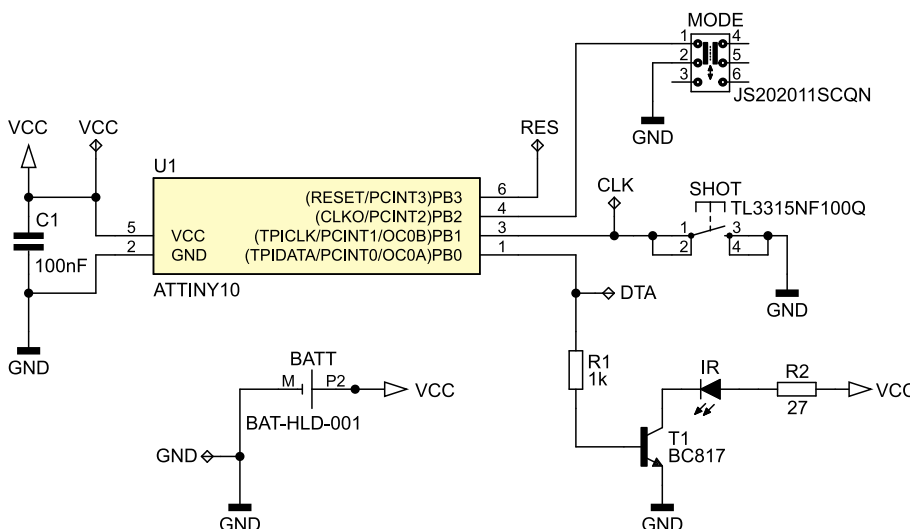 MODE
1 4
2 5
3 6
JS202011SCQN
GND
VCC VCC
RES
U1
(RESET/PCINT3)PB3 6
(CLKO/PCINT2)PB2 4
CLK
SHOT
TL3315NF100Q
C1
100nF
5 VCC
2 GND
(TPICLK/PCINT1/OC0B)PB1 3
(TPIDATA/PCINT0/OC0A)PB0 1
1 3
2 4
ATTINY10
DTA
GND
GND
BATT
M P2
VCC
BAT-HLD-001
R1
1k
IR
R2
27
VCC
GND
T1
BC817
GND
GND